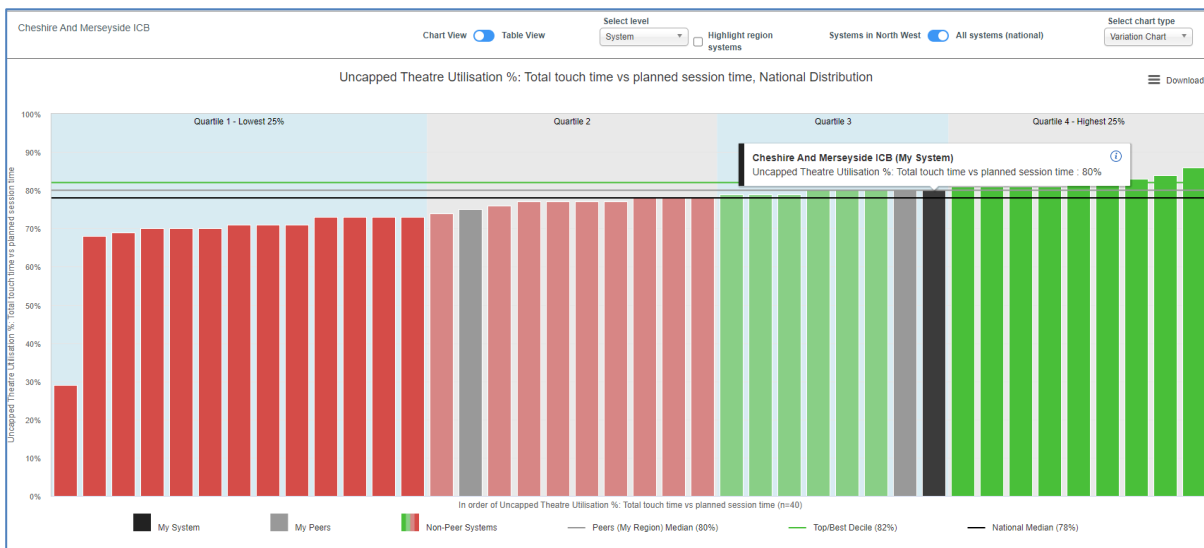 Cheshire And Merseyside ICB
Chart View
Table View
Select level
System
Highlight region
systems
Systems in North West
All systems (national)
Select chart type
Variation Chart
Uncapped Theatre Utilisation %: Total touch time vs planned session time, National Distribution
Download
Uncapped Theatre Utilisation %: Total touch time vs planned session time
100%
90%
80%
70%
60%
50%
40%
30%
20%
10%
0%
Quartile 1 - Lowest 25%
Quartile 2
Quartile 3
Quartile 4 - Highest 25%
Cheshire And Merseyside ICB (My System)
Uncapped Theatre Utilisation %: Total touch time vs planned session time : 80%
In order of Uncapped Theatre Utilisation %: Total touch time vs planned session time (n=40)
My System
My Peers
Non-Peer Systems
Peers (My Region) Median (80%)
Top/Best Decile (82%)
National Median (78%)